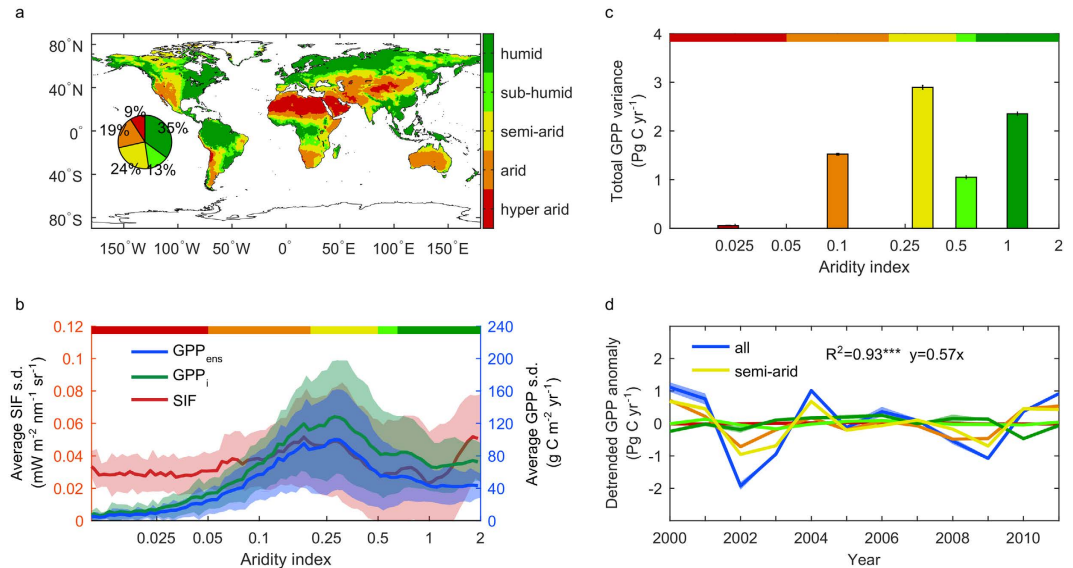 a
80°N
40°N
0°
40°S
80°S
150°W
100°W
50°W
0°
50°E
100°E
150°E
9%
35%
19%
24%
13%
humid
sub-humid
semi-arid
arid
hyper arid
b
Average SIF s.d.
(mW m⁻² nm⁻¹ sr⁻¹)
0.12
0.1
0.08
0.06
0.04
0.02
0
GPPens
GPPi
SIF
240
200
160
120
80
40
0
Average GPP s.d.
(g C m⁻² yr⁻¹)
0.025
0.05
0.1
0.25
0.5
1
2
Aridity index
c
Totoal GPP variance
(Pg C yr⁻¹)
4
3
2
1
0
0.025
0.05
0.1
0.25
0.5
1
2
Aridity index
d
Detrended GPP anomaly
(Pg C yr⁻¹)
2
1
0
-1
-2
all
semi-arid
R²=0.93*** y=0.57x
2000
2002
2004
2006
2008
2010
Year